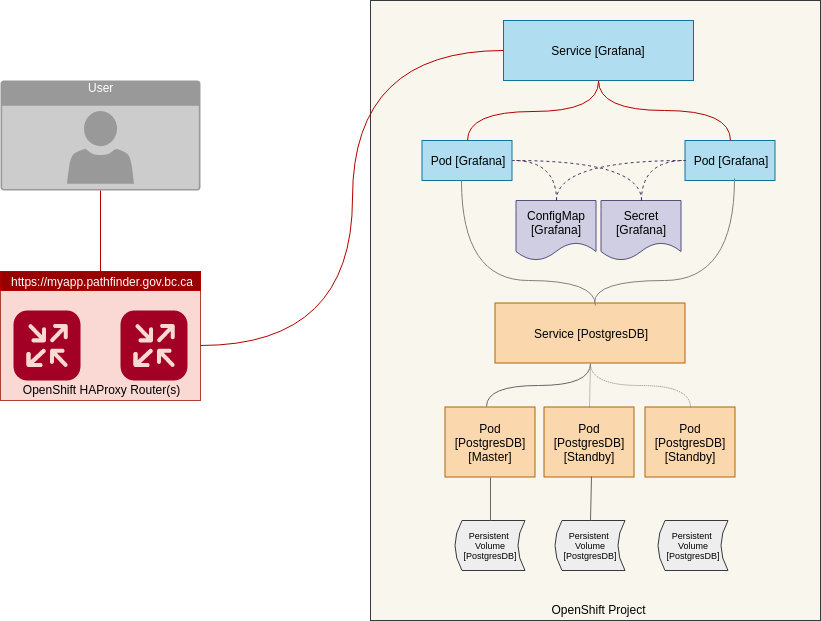 User
https://myapp.pathfinder.gov.bc.ca
OpenShift HAProxy Router(s)
Service [Grafana]
Pod [Grafana]
Pod [Grafana]
ConfigMap
[Grafana]
Secret
[Grafana]
Service [PostgresDB]
Pod
[PostgresDB]
[Master]
Pod
[PostgresDB]
[Standby]
Pod
[PostgresDB]
[Standby]
Persistent
Volume
[PostgresDB]
Persistent
Volume
[PostgresDB]
Persistent
Volume
[PostgresDB]
OpenShift Project